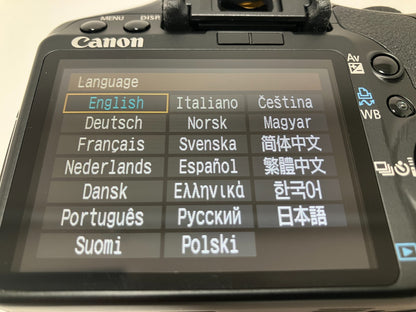 MENU DISP.
Canon
Language
English Italiano Čeština
Deutsch Norsk Magyar
Français Svenska 简体中文
Nederlands Español 繁體中文
Dansk Ελληνικά 한국어
Português Русский 日本語
Suomi Polski
Av
WB